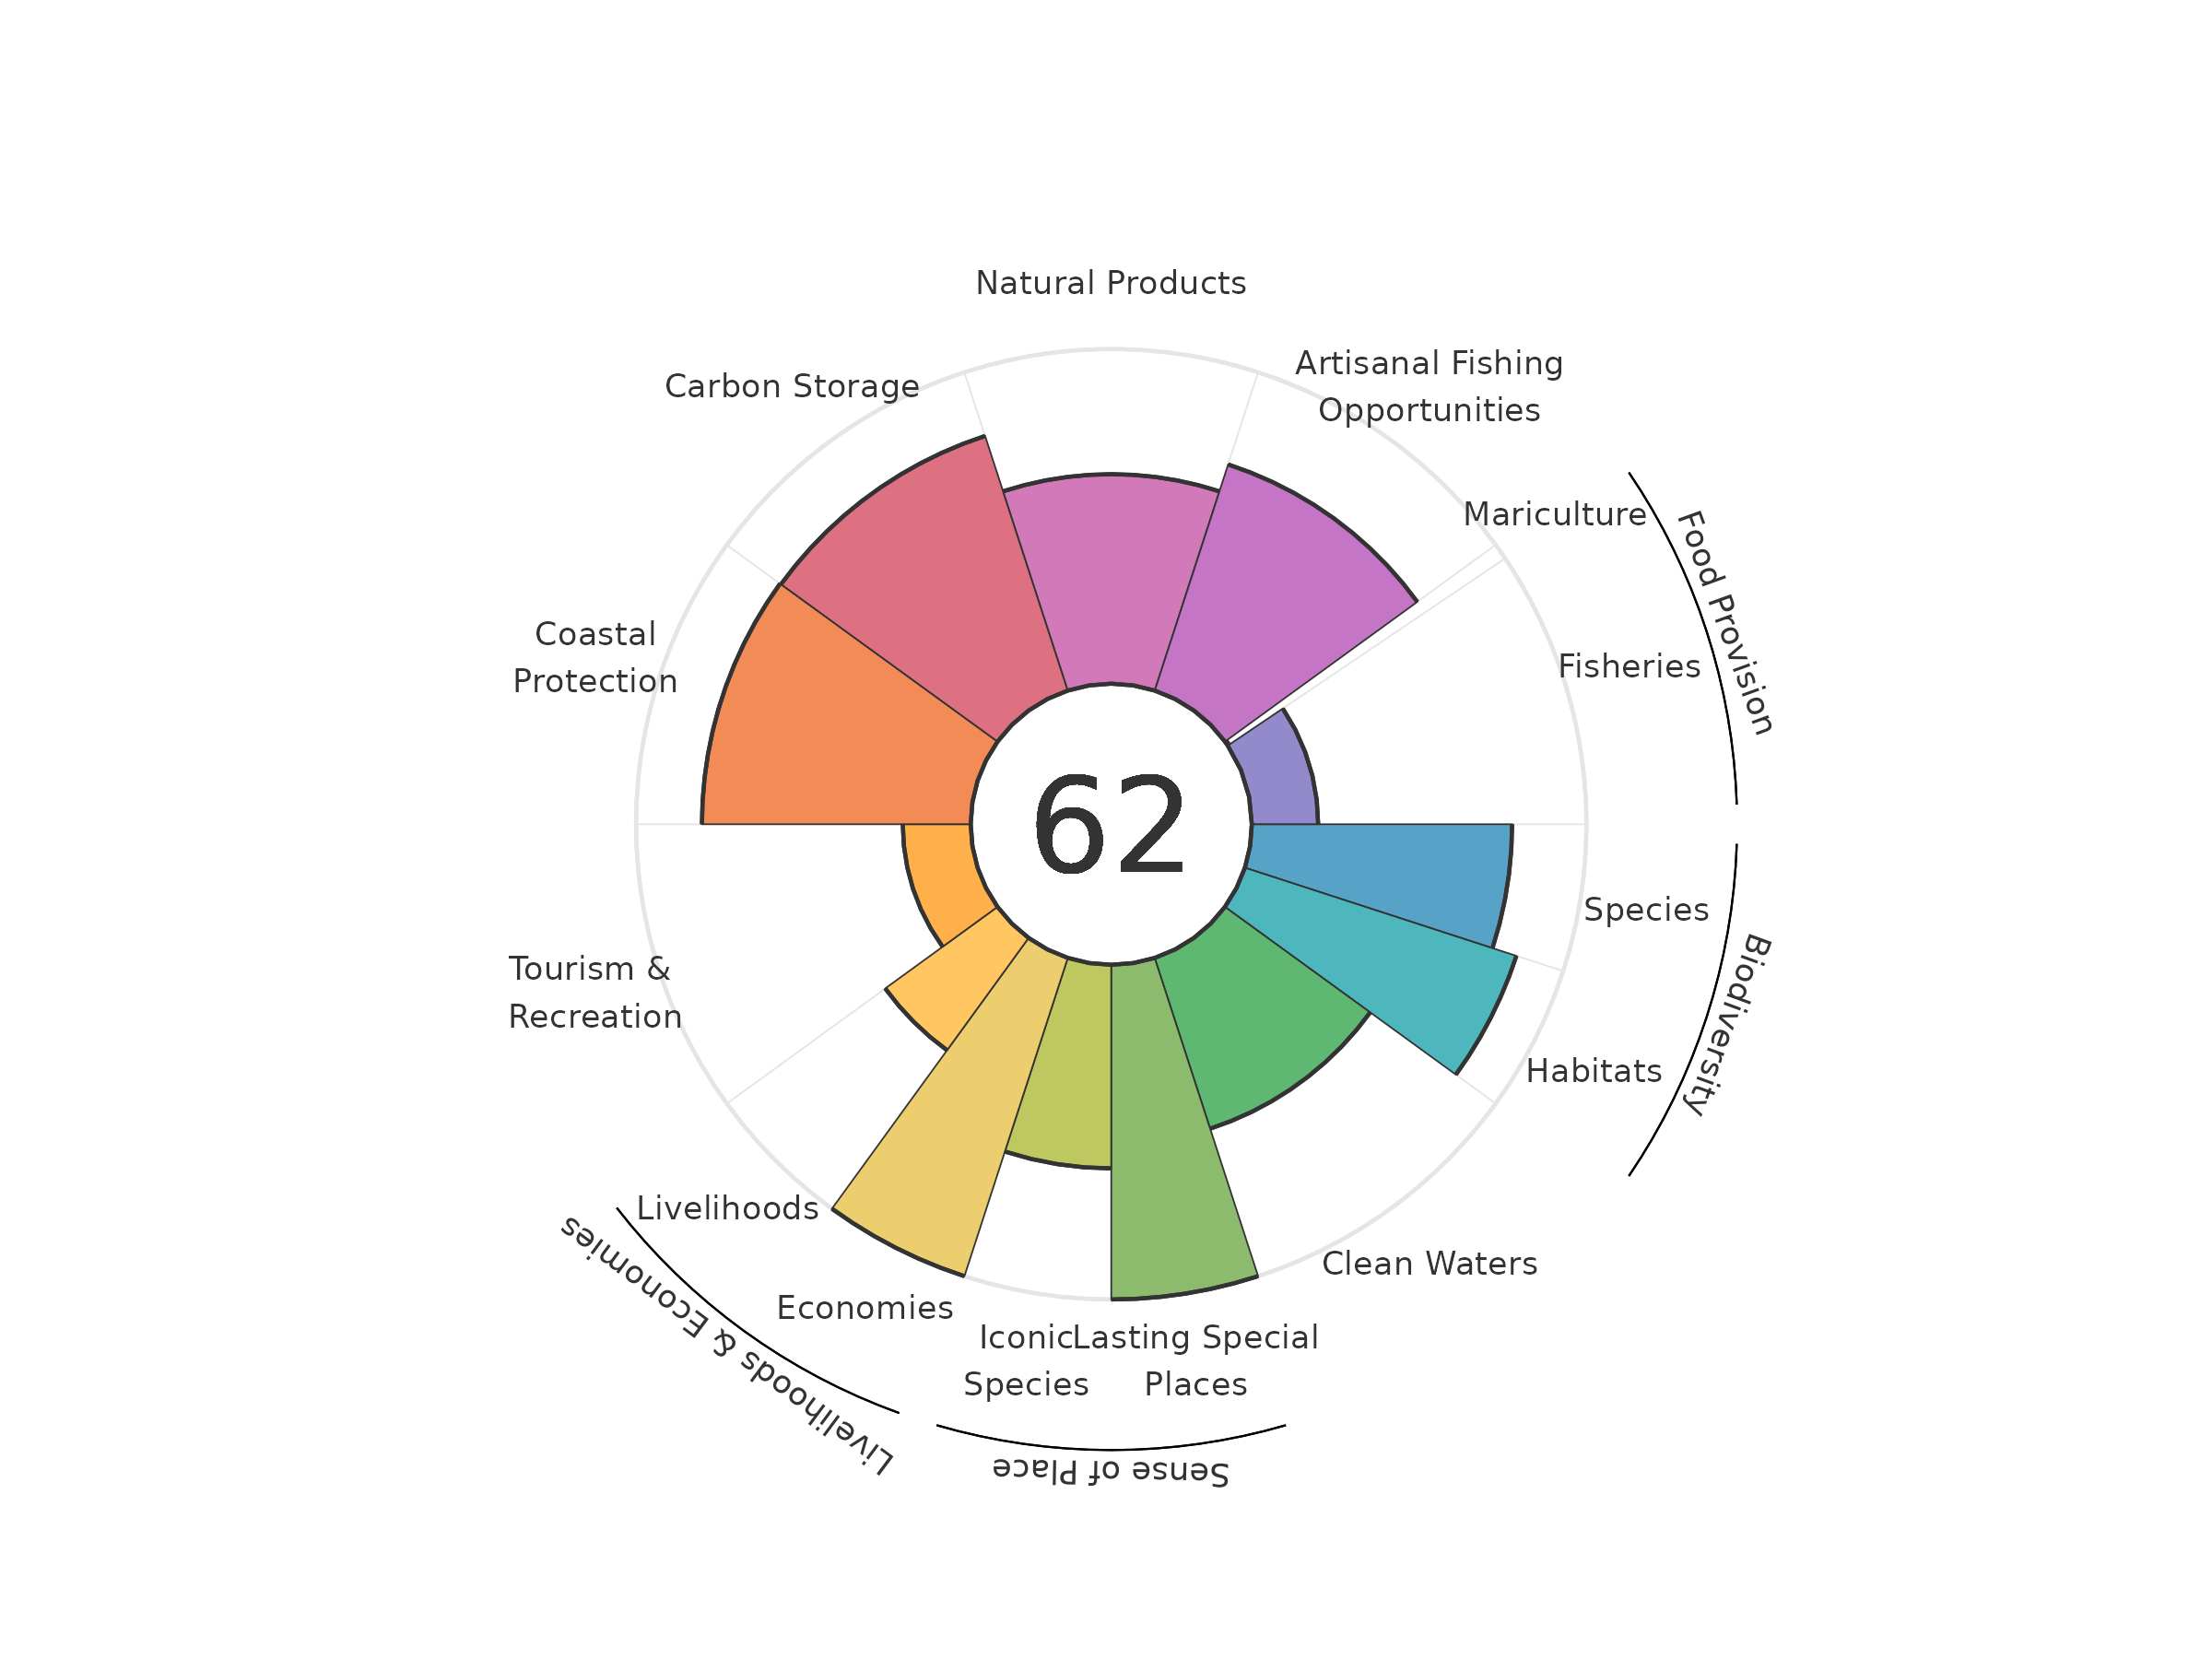 Natural Products
Artisanal Fishing
Opportunities
Carbon Storage
Mariculture
Food Provision
Coastal
Protection
Fisheries
62
Species
Biodiversity
Tourism &
Recreation
Habitats
Livelihoods
Clean Waters
Livelihoods & Economies
Economies
Iconic
Species
Lasting Special
Places
Sense of Place